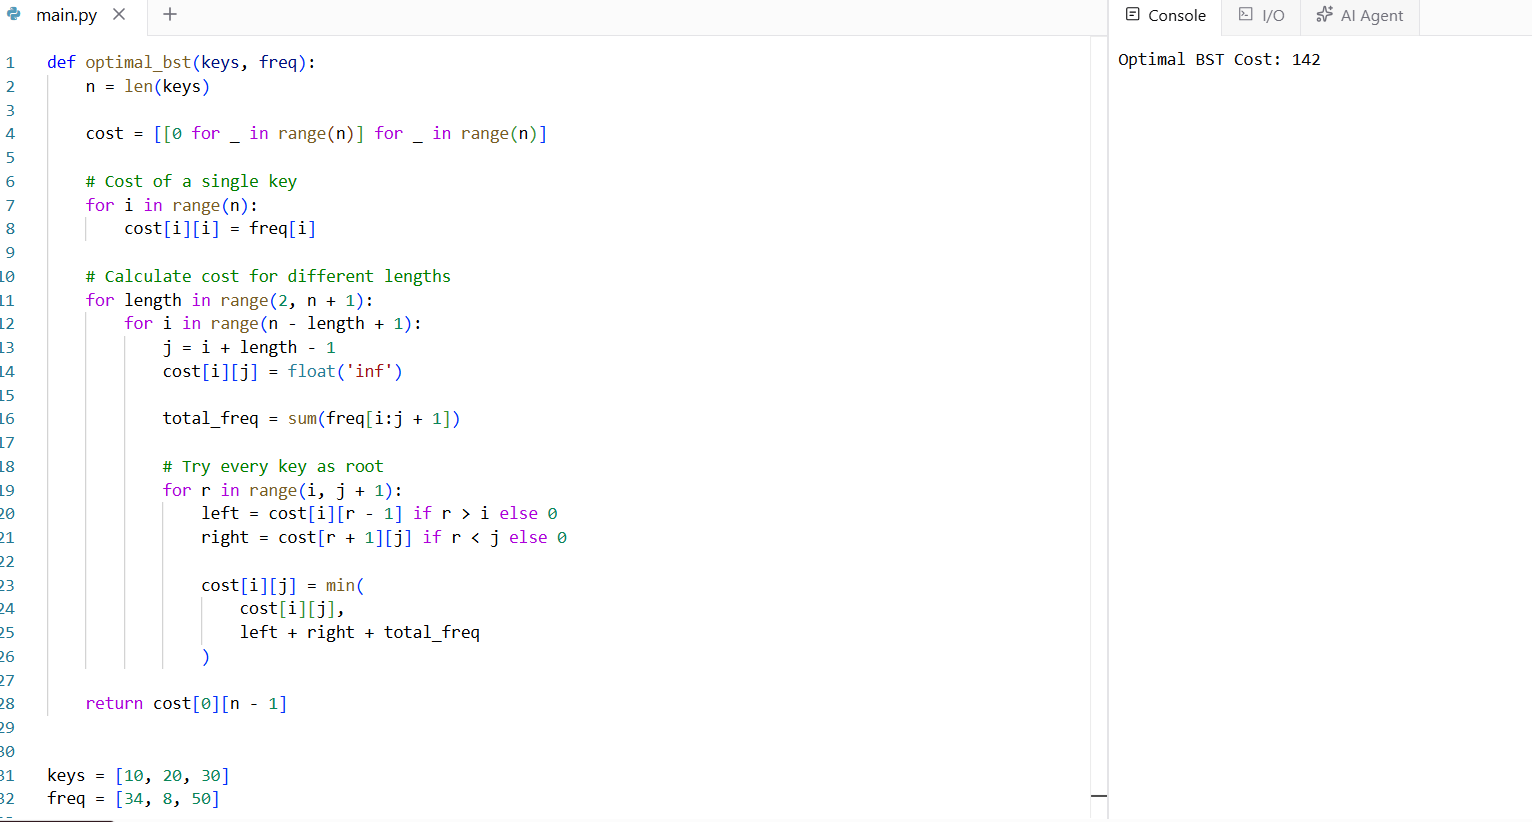 main.py
Console I/O AI Agent
1 def optimal_bst(keys, freq):
2     n = len(keys)
3
4     cost = [[0 for _ in range(n)] for _ in range(n)]
5
6     # Cost of a single key
7     for i in range(n):
8         cost[i][i] = freq[i]
9
10     # Calculate cost for different lengths
11     for length in range(2, n + 1):
12         for i in range(n - length + 1):
13             j = i + length - 1
14             cost[i][j] = float('inf')
15
16             total_freq = sum(freq[i:j + 1])
17
18             # Try every key as root
19             for r in range(i, j + 1):
20                 left = cost[i][r - 1] if r > i else 0
21                 right = cost[r + 1][j] if r < j else 0
22
23                 cost[i][j] = min(
24                     cost[i][j],
25                     left + right + total_freq
26                 )
27
28     return cost[0][n - 1]
29
30
31 keys = [10, 20, 30]
32 freq = [34, 8, 50]
Optimal BST Cost: 142